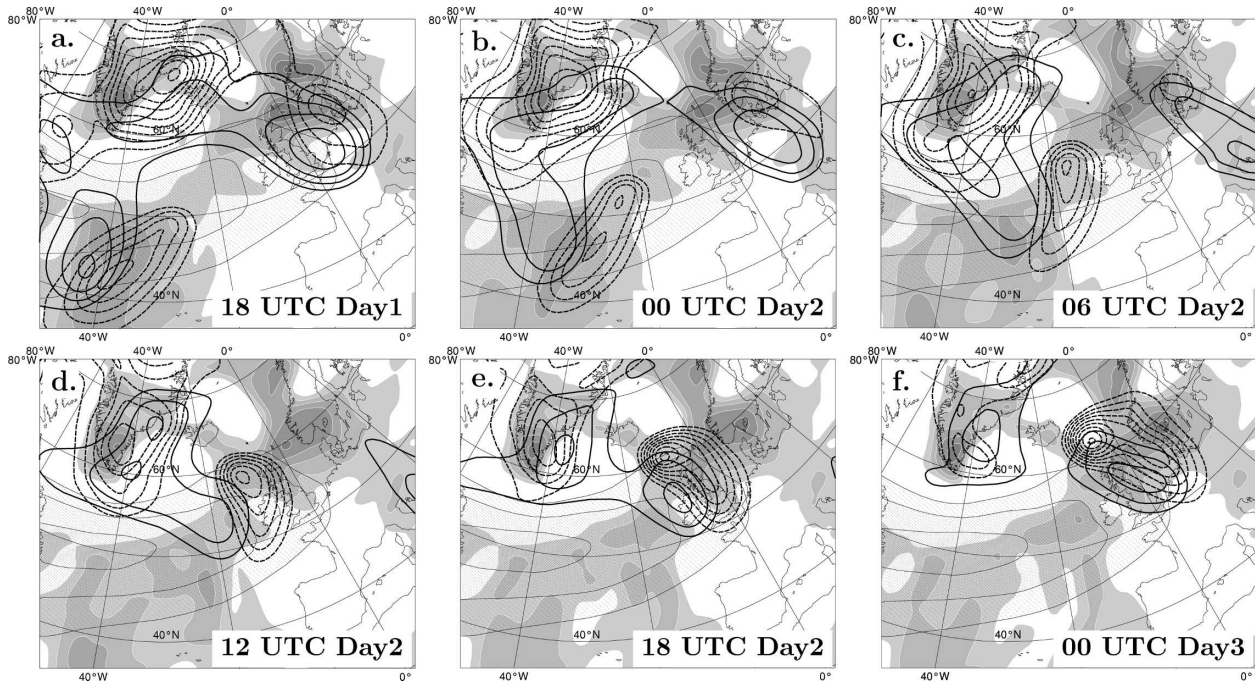 80°W 40°W 0° 80°W 40°W 0° 80°W 40°W 0°
a. b. c.
60°N 60°N 60°N
40°N 40°N 40°N
18 UTC Day1 00 UTC Day2 06 UTC Day2
40°W 0° 40°W 0° 40°W 0°
80°W 40°W 0° 80°W 40°W 0° 80°W 40°W 0°
d. e. f.
60°N 60°N 60°N
40°N 40°N 40°N
12 UTC Day2 18 UTC Day2 00 UTC Day3
40°W 0° 40°W 0° 40°W 0°